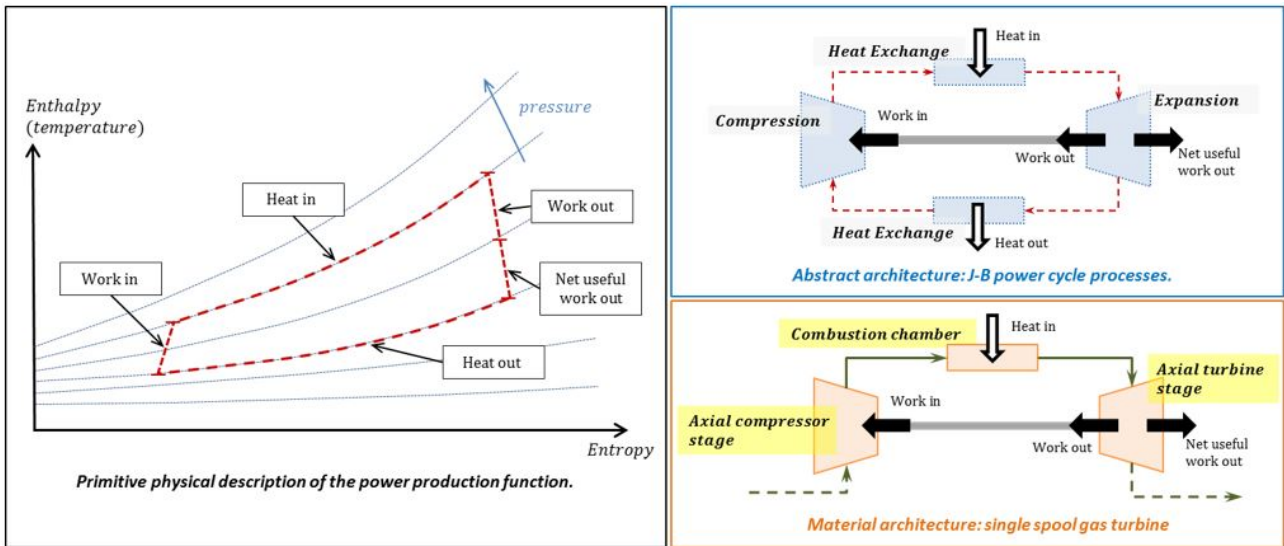 Enthalpy
(temperature)
pressure
Heat in
Work out
Work in
Net useful
work out
Heat out
Entropy
Primitive physical description of the power production function.
Heat in
Heat Exchange
Expansion
Work in
Compression
Work out
Net useful
work out
Heat Exchange
Heat out
Abstract architecture: J-B power cycle processes.
Combustion chamber
Heat in
Axial turbine
stage
Work in
Axial compressor
stage
Work out
Net useful
work out
Material architecture: single spool gas turbine